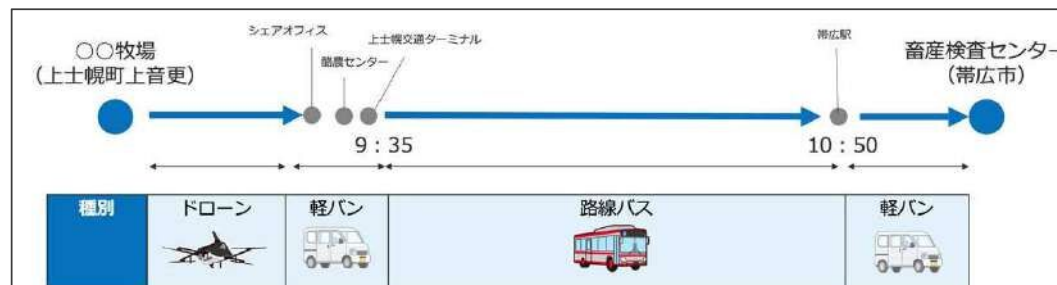 ○○牧場
(上士幌町上音更)
シェアオフィス
酪農センター
上士幌交通ターミナル
帯広駅
畜産検査センター
(帯広市)
9：35
10：50
種別
ドローン
軽バン
路線バス
軽バン